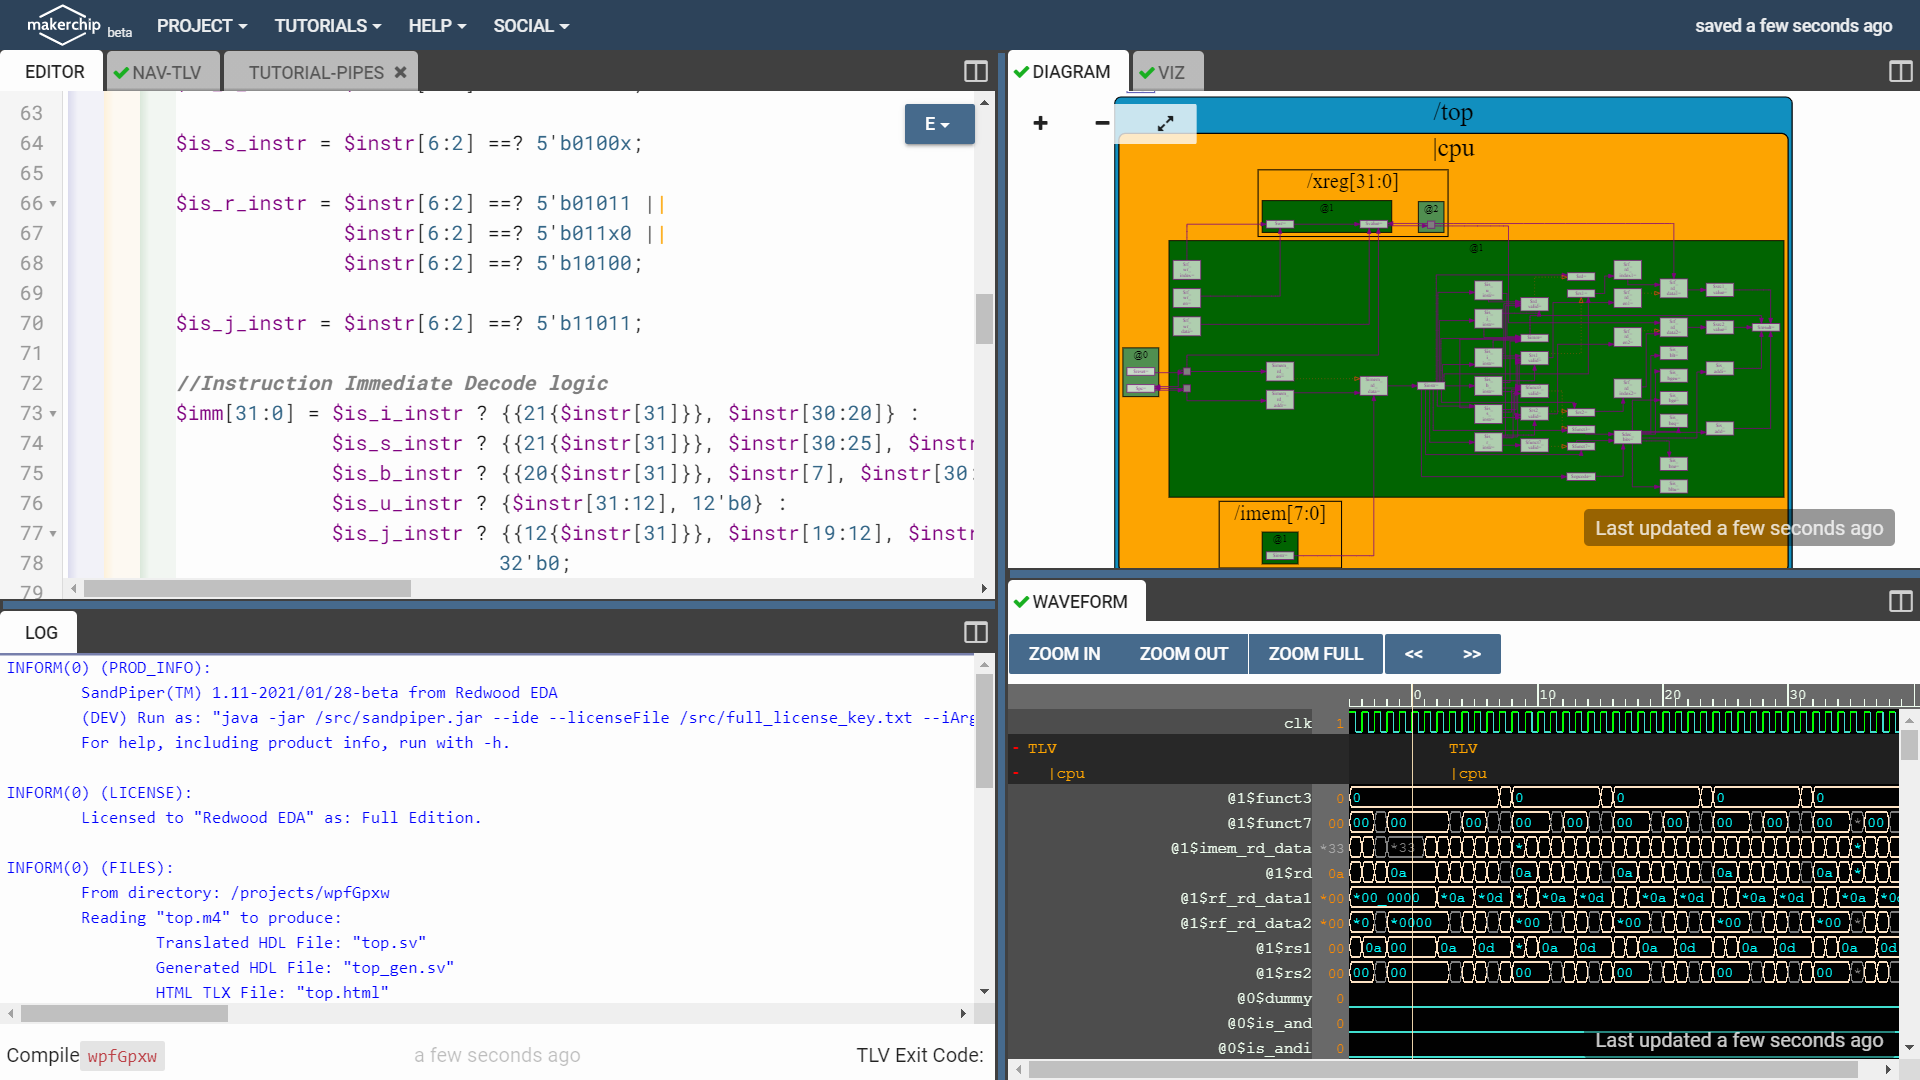 makerchip beta PROJECT TUTORIALS HELP SOCIAL saved a few seconds ago
EDITOR NAV-TLV TUTORIAL-PIPES
E
63
64 $is_s_instr = $instr[6:2] ==? 5'b0100x;
65
66 $is_r_instr = $instr[6:2] ==? 5'b01011 ||
67 $instr[6:2] ==? 5'b011x0 ||
68 $instr[6:2] ==? 5'b10100;
69
70 $is_j_instr = $instr[6:2] ==? 5'b11011;
71
72 //Instruction Immediate Decode logic
73 $imm[31:0] = $is_i_instr ? {{21{$instr[31]}}, $instr[30:20]} :
74 $is_s_instr ? {{21{$instr[31]}}, $instr[30:25], $instr
75 $is_b_instr ? {{20{$instr[31]}}, $instr[7], $instr[30:
76 $is_u_instr ? {$instr[31:12], 12'b0} :
77 $is_j_instr ? {{12{$instr[31]}}, $instr[19:12], $instr
78 32'b0;
79
LOG
INFORM(0) (PROD_INFO):
SandPiper(TM) 1.11-2021/01/28-beta from Redwood EDA
(DEV) Run as: "java -jar /src/sandpiper.jar --ide --licenseFile /src/full_license_key.txt --iArg
For help, including product info, run with -h.
INFORM(0) (LICENSE):
Licensed to "Redwood EDA" as: Full Edition.
INFORM(0) (FILES):
From directory: /projects/wpfGpxw
Reading "top.m4" to produce:
Translated HDL File: "top.sv"
Generated HDL File: "top_gen.sv"
HTML TLX File: "top.html"
Compile wpfGpxw a few seconds ago TLV Exit Code:
DIAGRAM VIZ
/top
|cpu
/xreg[31:0]
@1 @2
@1
@0
/imem[7:0]
@1
Last updated a few seconds ago
WAVEFORM
ZOOM IN ZOOM OUT ZOOM FULL << >>
0 10 20 30
clk 1
- TLV TLV
- |cpu |cpu
@1$funct3 0 0 0 0 0 0
@1$funct7 00 00 00 00 00 00 00 00 00 00 00 * 00
@1$imem_rd_data *33 *33 * *
@1$rd 0a 0a 0a 0a 0a 0a *
@1$rf_rd_data1 *00 *00_0000 *0a *0d * *0a *0d *0a *0d *0a *0d *0a *0d
@1$rf_rd_data2 *00 *0 *0000 *00 *00 *00 *00 *
@1$rs1 00 0a 00 0a 0d * 0a 0d 0a 0d 0a 0d 0a 0d
@1$rs2 00 00 00 00 00 00 00 *
@0$dummy 0
@0$is_and 0
@0$is_andi 0
Last updated a few seconds ago